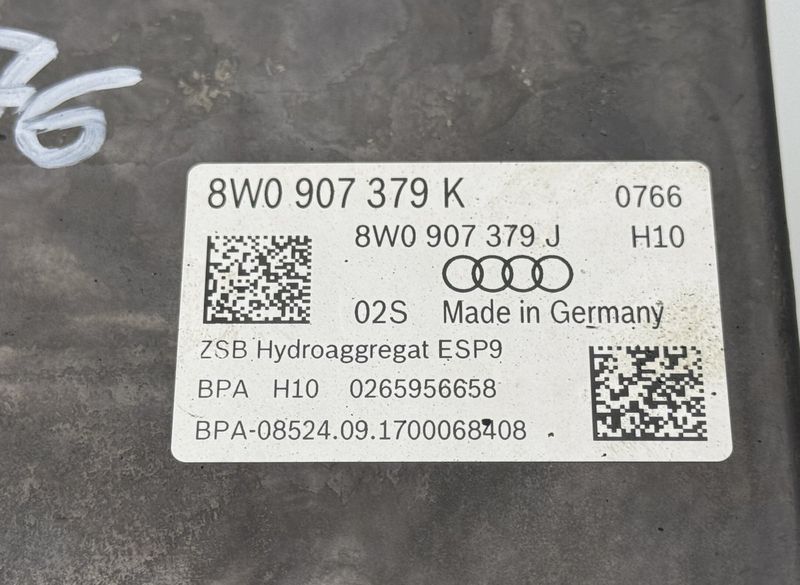 76
8W0 907 379 K 0766
8W0 907 379 J H10
02S Made in Germany
ZSB Hydroaggregat ESP9
BPA H10 0265956658
BPA-08524.09.1700068408